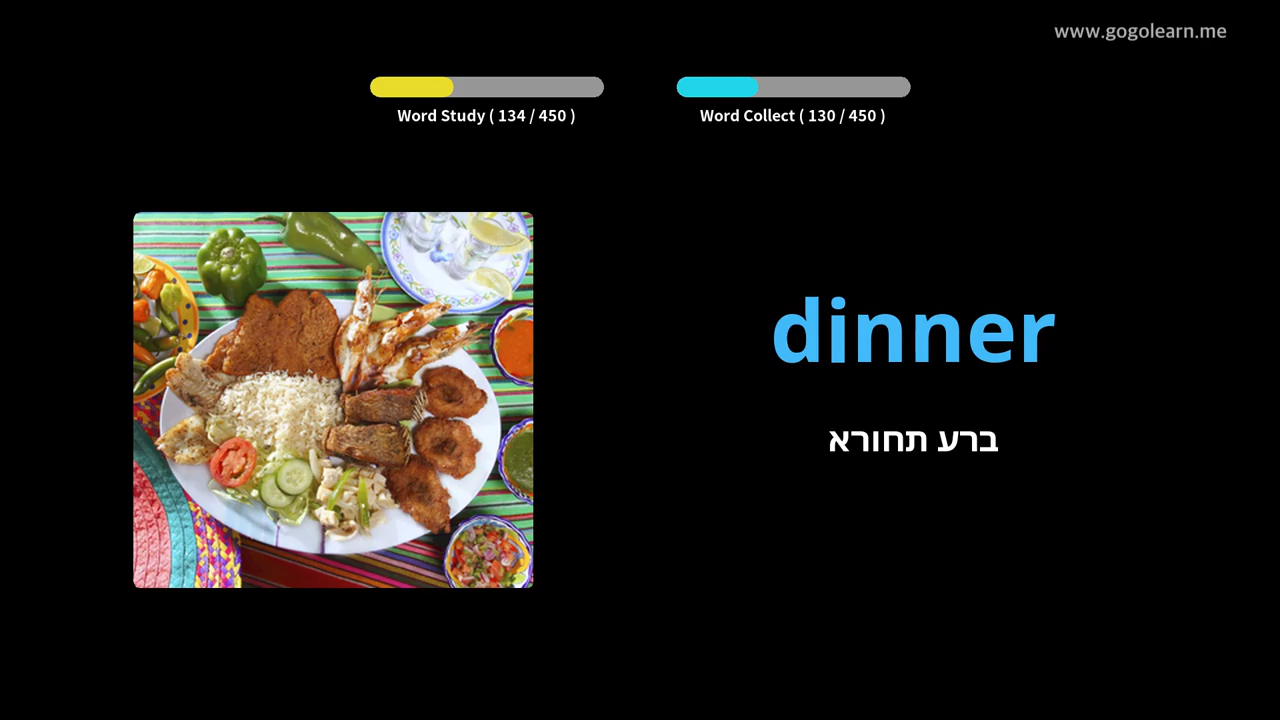 www.gogolearn.me
Word Study ( 134 / 450 )
Word Collect ( 130 / 450 )
dinner
ברע תחורא